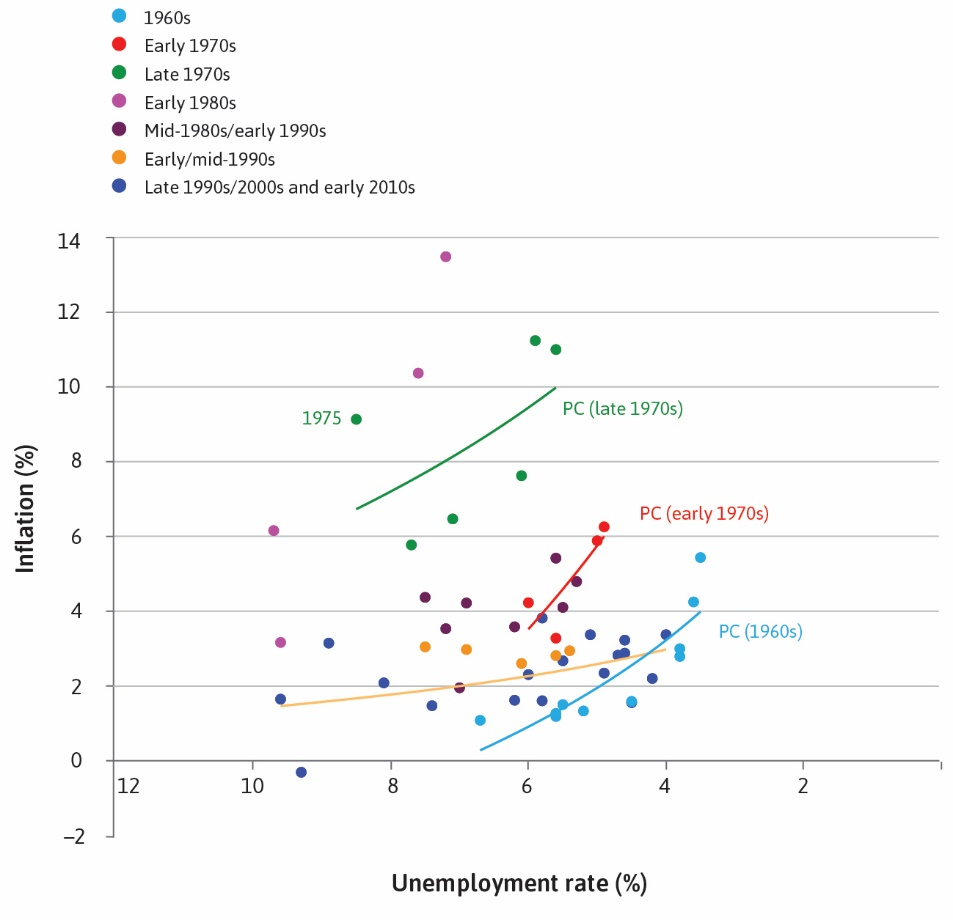 1960s
Early 1970s
Late 1970s
Early 1980s
Mid-1980s/early 1990s
Early/mid-1990s
Late 1990s/2000s and early 2010s
14
12
10
1975
PC (late 1970s)
8
Inflation (%)
6
PC (early 1970s)
4
PC (1960s)
2
0
12 10 8 6 4 2
–2
Unemployment rate (%)